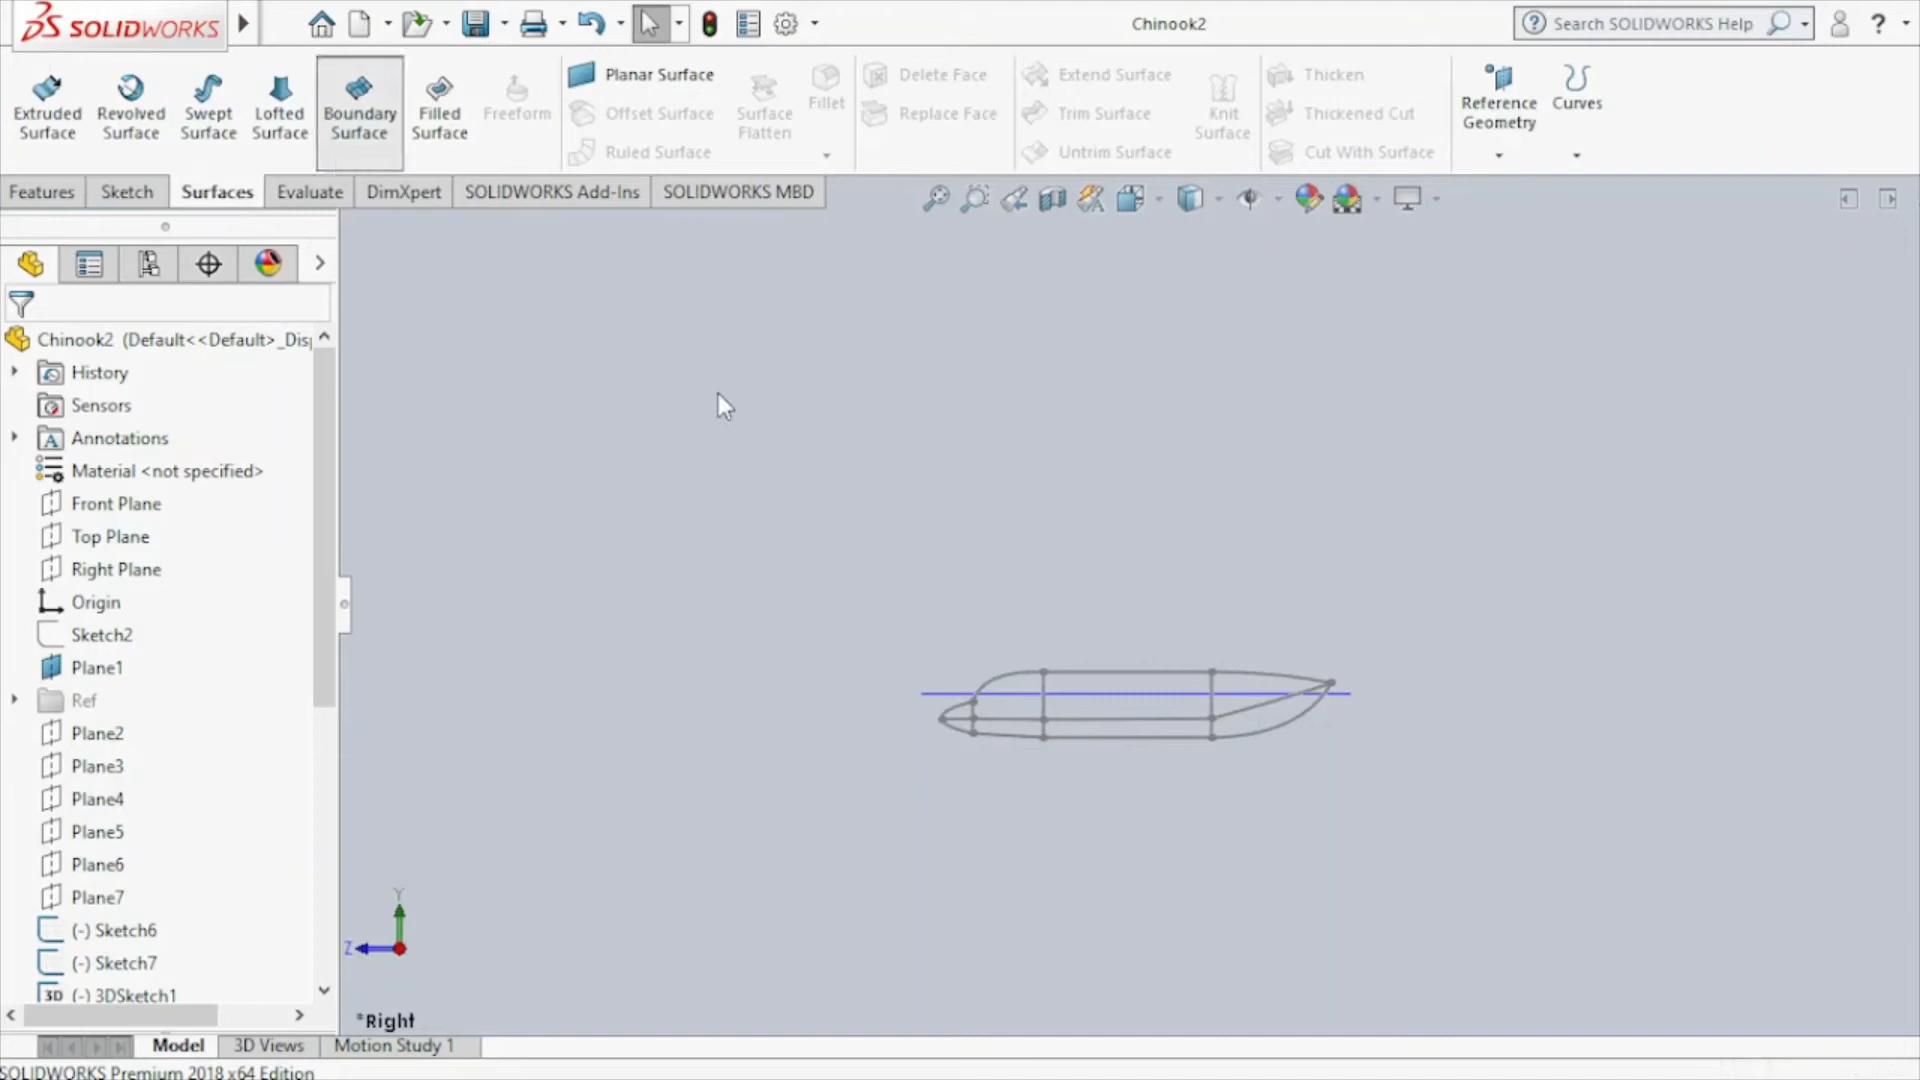 SOLIDWORKS
Chinook2
Search SOLIDWORKS Help
?
Extruded Surface
Revolved Surface
Swept Surface
Lofted Surface
Boundary Surface
Filled Surface
Freeform
Planar Surface
Offset Surface
Ruled Surface
Surface Flatten
Fillet
Delete Face
Replace Face
Extend Surface
Trim Surface
Untrim Surface
Knit Surface
Thicken
Thickened Cut
Cut With Surface
Reference Geometry
Curves
Features
Sketch
Surfaces
Evaluate
DimXpert
SOLIDWORKS Add-Ins
SOLIDWORKS MBD
Chinook2 (Default<<Default>_Dis
History
Sensors
Annotations
Material <not specified>
Front Plane
Top Plane
Right Plane
Origin
Sketch2
Plane1
Ref
Plane2
Plane3
Plane4
Plane5
Plane6
Plane7
(-) Sketch6
(-) Sketch7
3D (-) 3DSketch1
Y
Z
*Right
Model
3D Views
Motion Study 1
SOLIDWORKS Premium 2018 x64 Edition